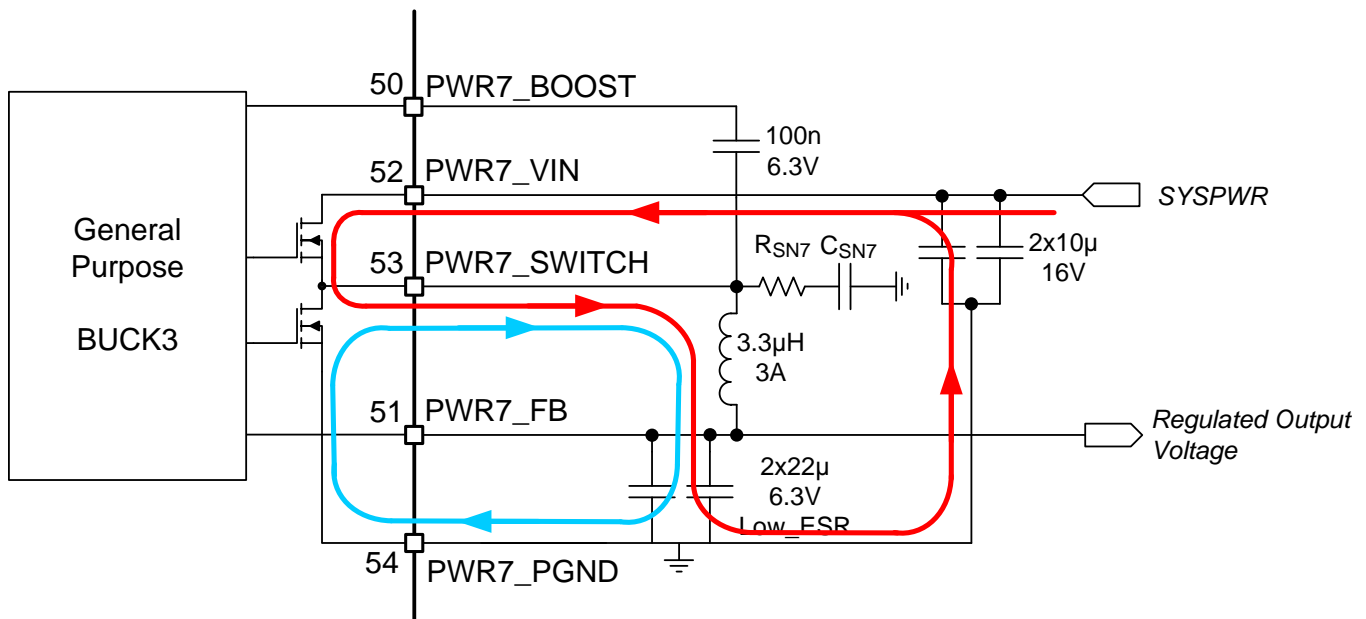 50 PWR7_BOOST
100n
6.3V
52 PWR7_VIN
SYSPWR
General
Purpose
BUCK3
53 PWR7_SWITCH
RSN7 CSN7
2x10µ
16V
3.3µH
3A
51 PWR7_FB
Regulated Output
Voltage
2x22µ
6.3V
Low_ESR
54 PWR7_PGND